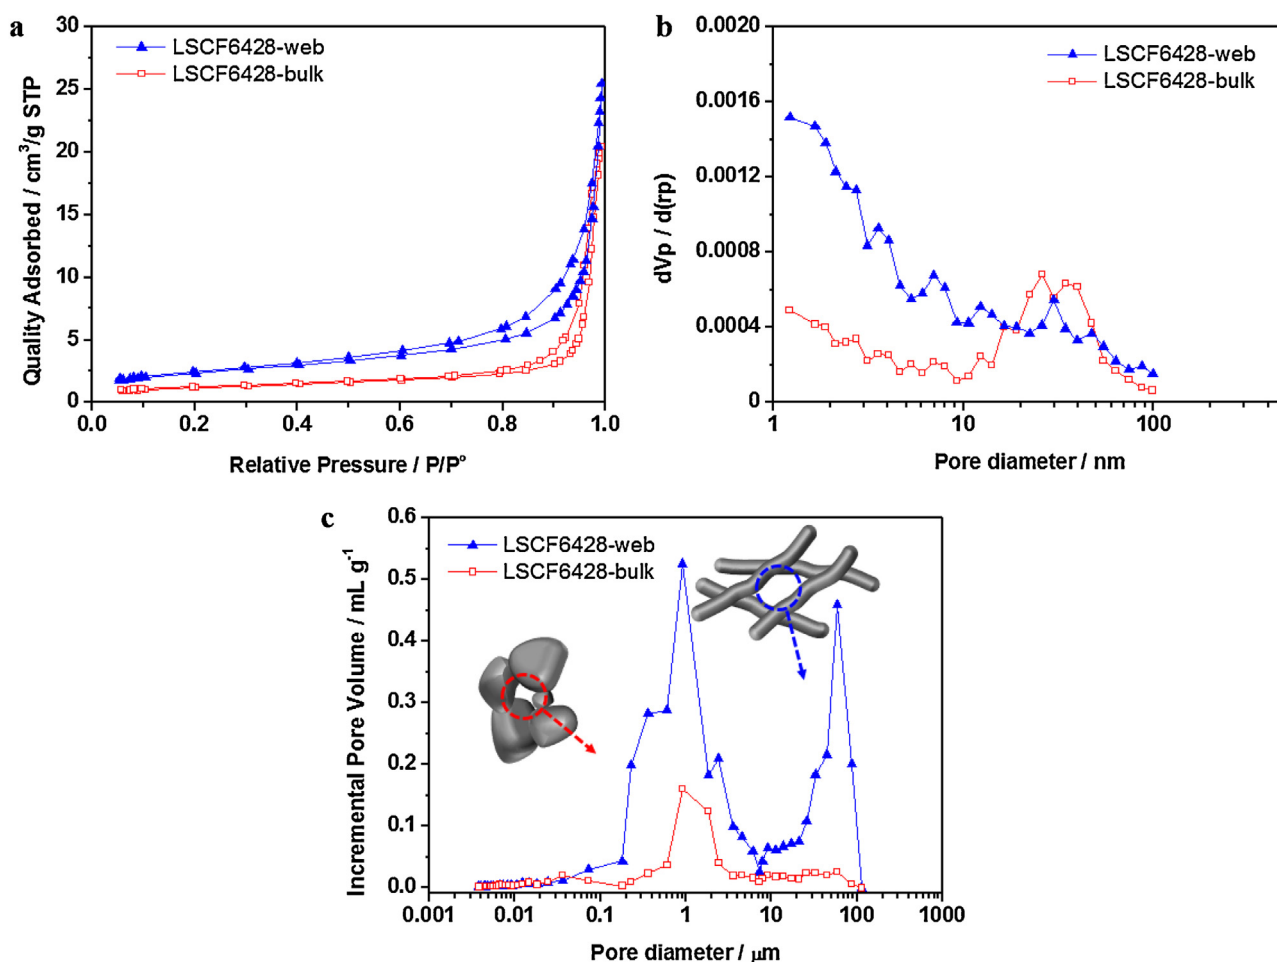 a
30
25
20
15
10
5
0
Quality Adsorbed / cm³/g STP
LSCF6428-web
LSCF6428-bulk
0.0 0.2 0.4 0.6 0.8 1.0
Relative Pressure / P/P°
b
0.0020
0.0016
0.0012
0.0008
0.0004
0.0000
dVp / d(rp)
LSCF6428-web
LSCF6428-bulk
1 10 100
Pore diameter / nm
c
0.6
0.5
0.4
0.3
0.2
0.1
0.0
Incremental Pore Volume / mL g⁻¹
LSCF6428-web
LSCF6428-bulk
0.001 0.01 0.1 1 10 100 1000
Pore diameter / μm